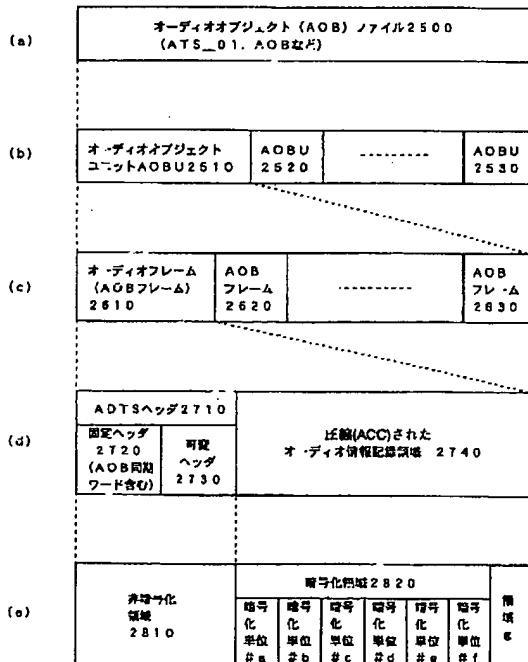 (a)
オーディオオブジェクト (AOB) ファイル2500
(ATS__01. AOBなど)
(b)
オーディオオブジェクト
ユニットAOBU2510
AOBU
2520
AOBU
2530
(c)
オーディオフレーム
(AOBフレーム)
2610
AOB
フレーム
2620
AOB
フレーム
2630
(d)
ADTSヘッダ2710
固定ヘッダ
2720
(AOB同期
ワード含む)
可変
ヘッダ
2730
圧縮(ACC)された
オーディオ情報記録領域 2740
(e)
非暗号化
領域
2810
暗号化領域2820
暗号
化
単位
#a
暗号
化
単位
#b
暗号
化
単位
#c
暗号
化
単位
#d
暗号
化
単位
#e
暗号
化
単位
#f
領
域
g